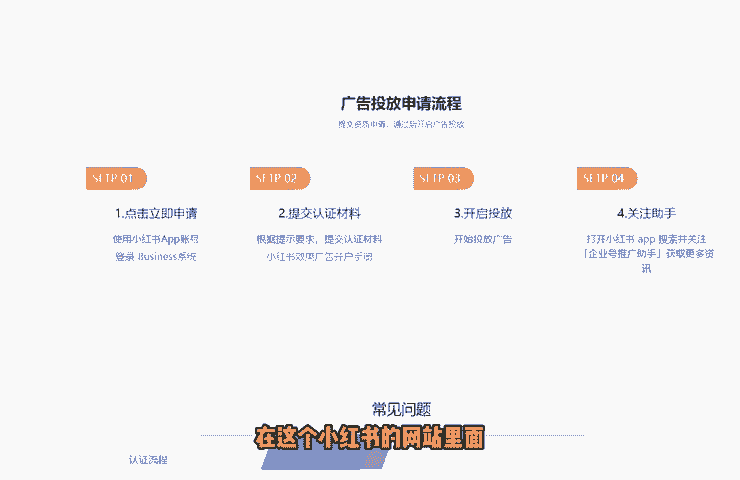 广告投放申请流程
提交资质申请，通过后开启广告投放
SETP 01
SETP 02
SETP 03
SETP 04
1.点击立即申请
2.提交认证材料
3.开启投放
4.关注助手
使用小红书App账号
登录 Business系统
根据提示要求，提交认证材料
小红书效果广告开户手册
开始投放广告
打开小红书 app 搜索并关注
「企业号推广助手」获取更多资
讯
常见问题
在这个小红书的网站里面
认证流程